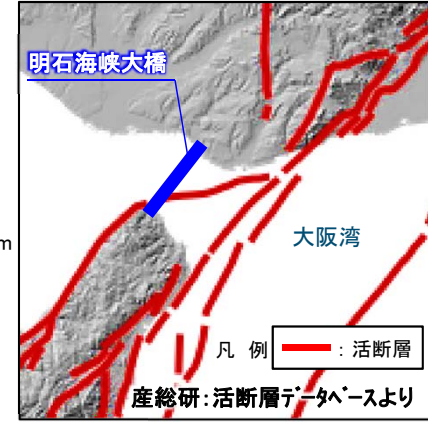 明石海峡大橋
m
大阪湾
凡 例 ：活断層
産総研：活断層データベースより